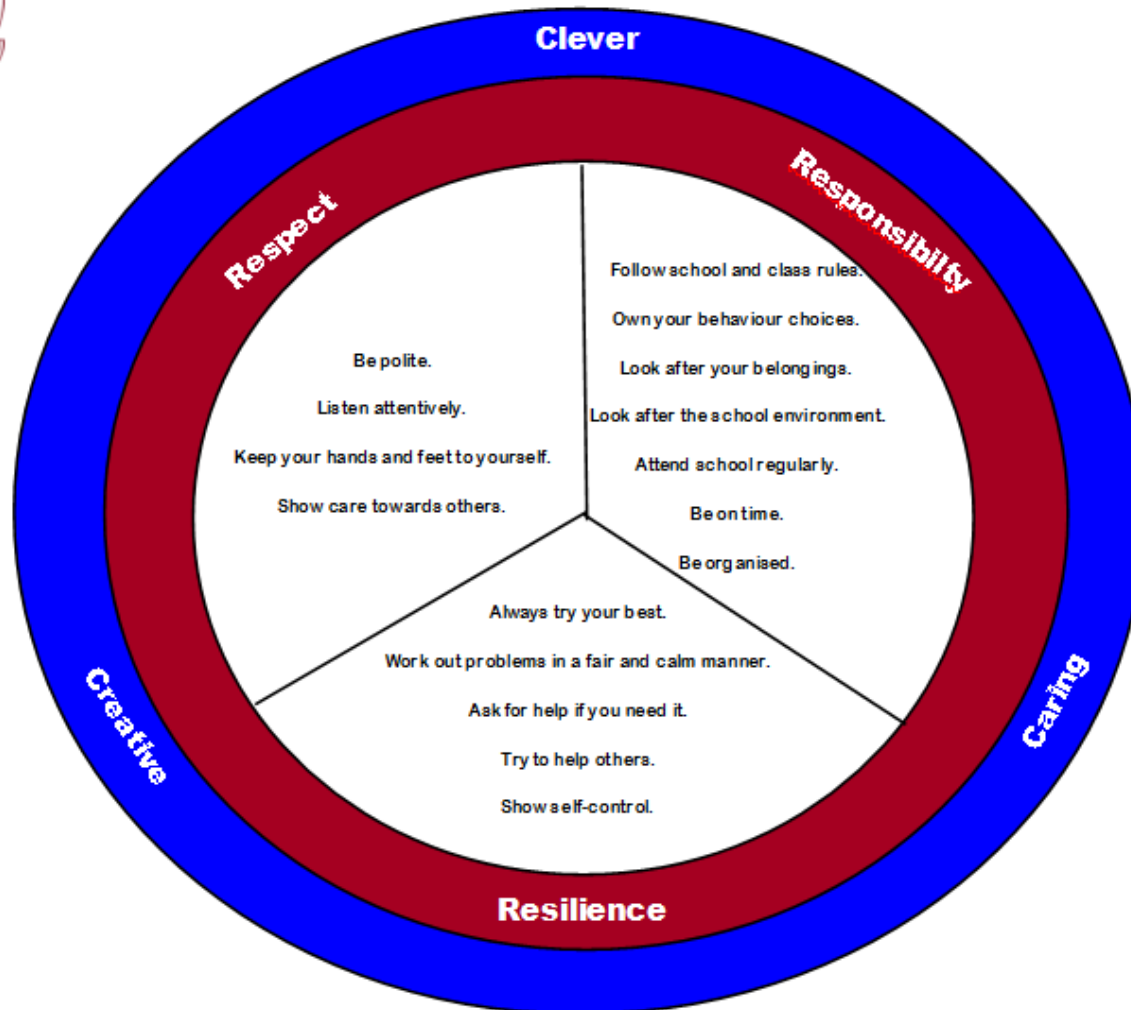 Clever
Respect
Responsibilty
Be polite.
Listen attentively.
Keep your hands and feet to yourself.
Show care towards others.
Follow school and class rules.
Own your behaviour choices.
Look after your belongings.
Look after the school environment.
Attend school regularly.
Be on time.
Be organised.
Always try your best.
Work out problems in a fair and calm manner.
Ask for help if you need it.
Try to help others.
Show self-control.
Resilience
Creative
Caring